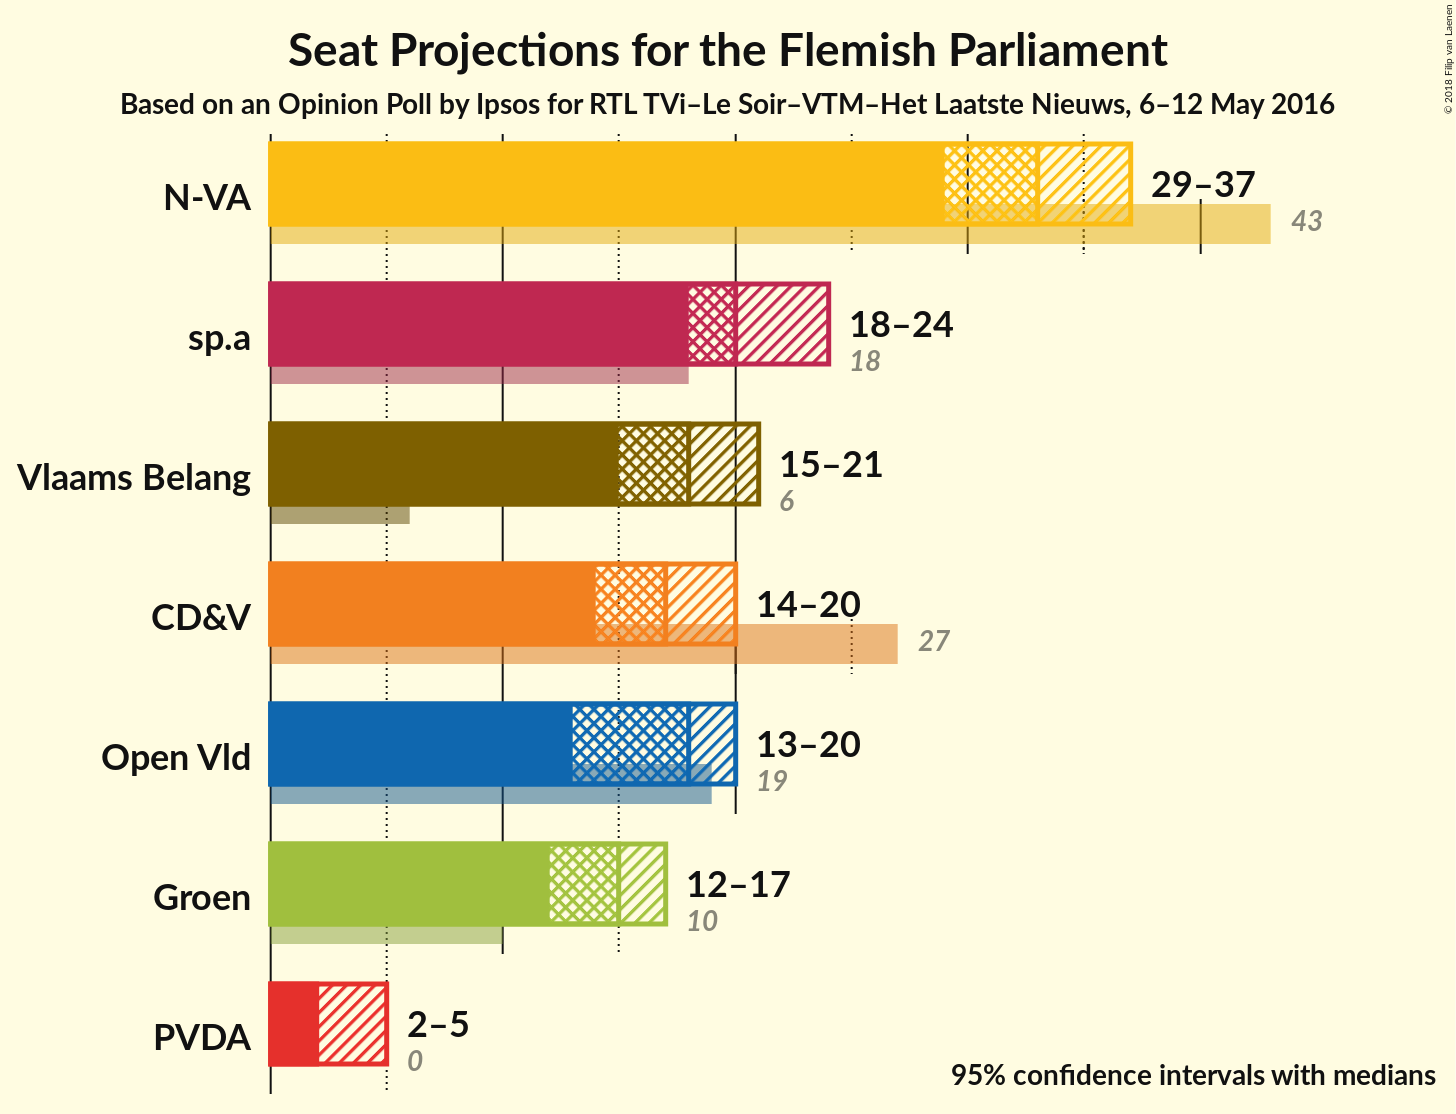 Seat Projections for the Flemish Parliament
Based on an Opinion Poll by Ipsos for RTL TVi–Le Soir–VTM–Het Laatste Nieuws, 6–12 May 2016
© 2018 Filip van Laenen
N-VA
29–37
43
sp.a
18–24
18
Vlaams Belang
15–21
6
CD&V
14–20
27
Open Vld
13–20
19
Groen
12–17
10
PVDA
2–5
0
95% confidence intervals with medians